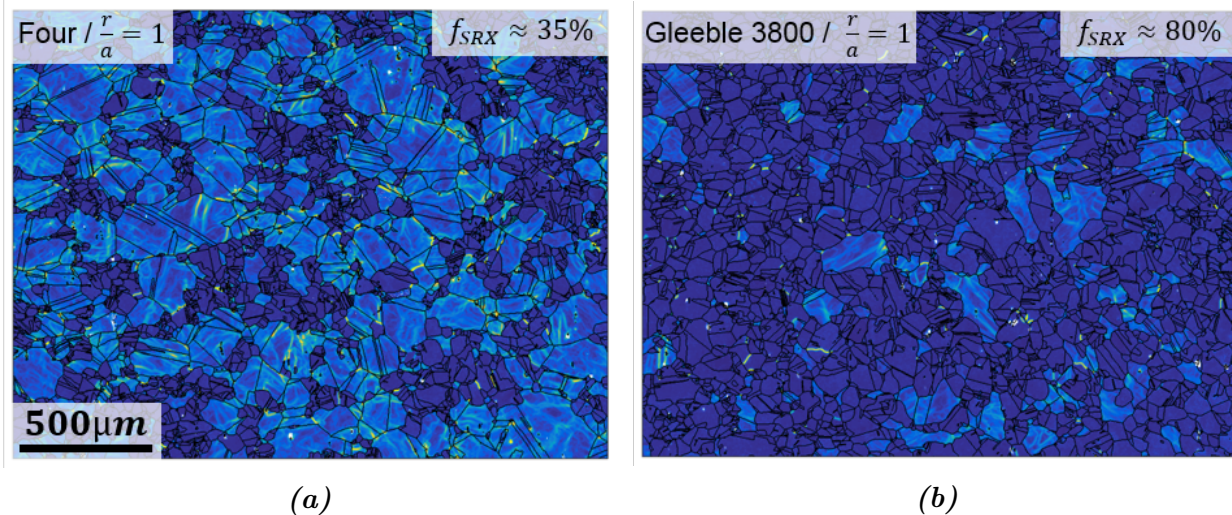 Four / r/a = 1
f_SRX ≈ 35%
Gleeble 3800 / r/a = 1
f_SRX ≈ 80%
500μm
(a)
(b)